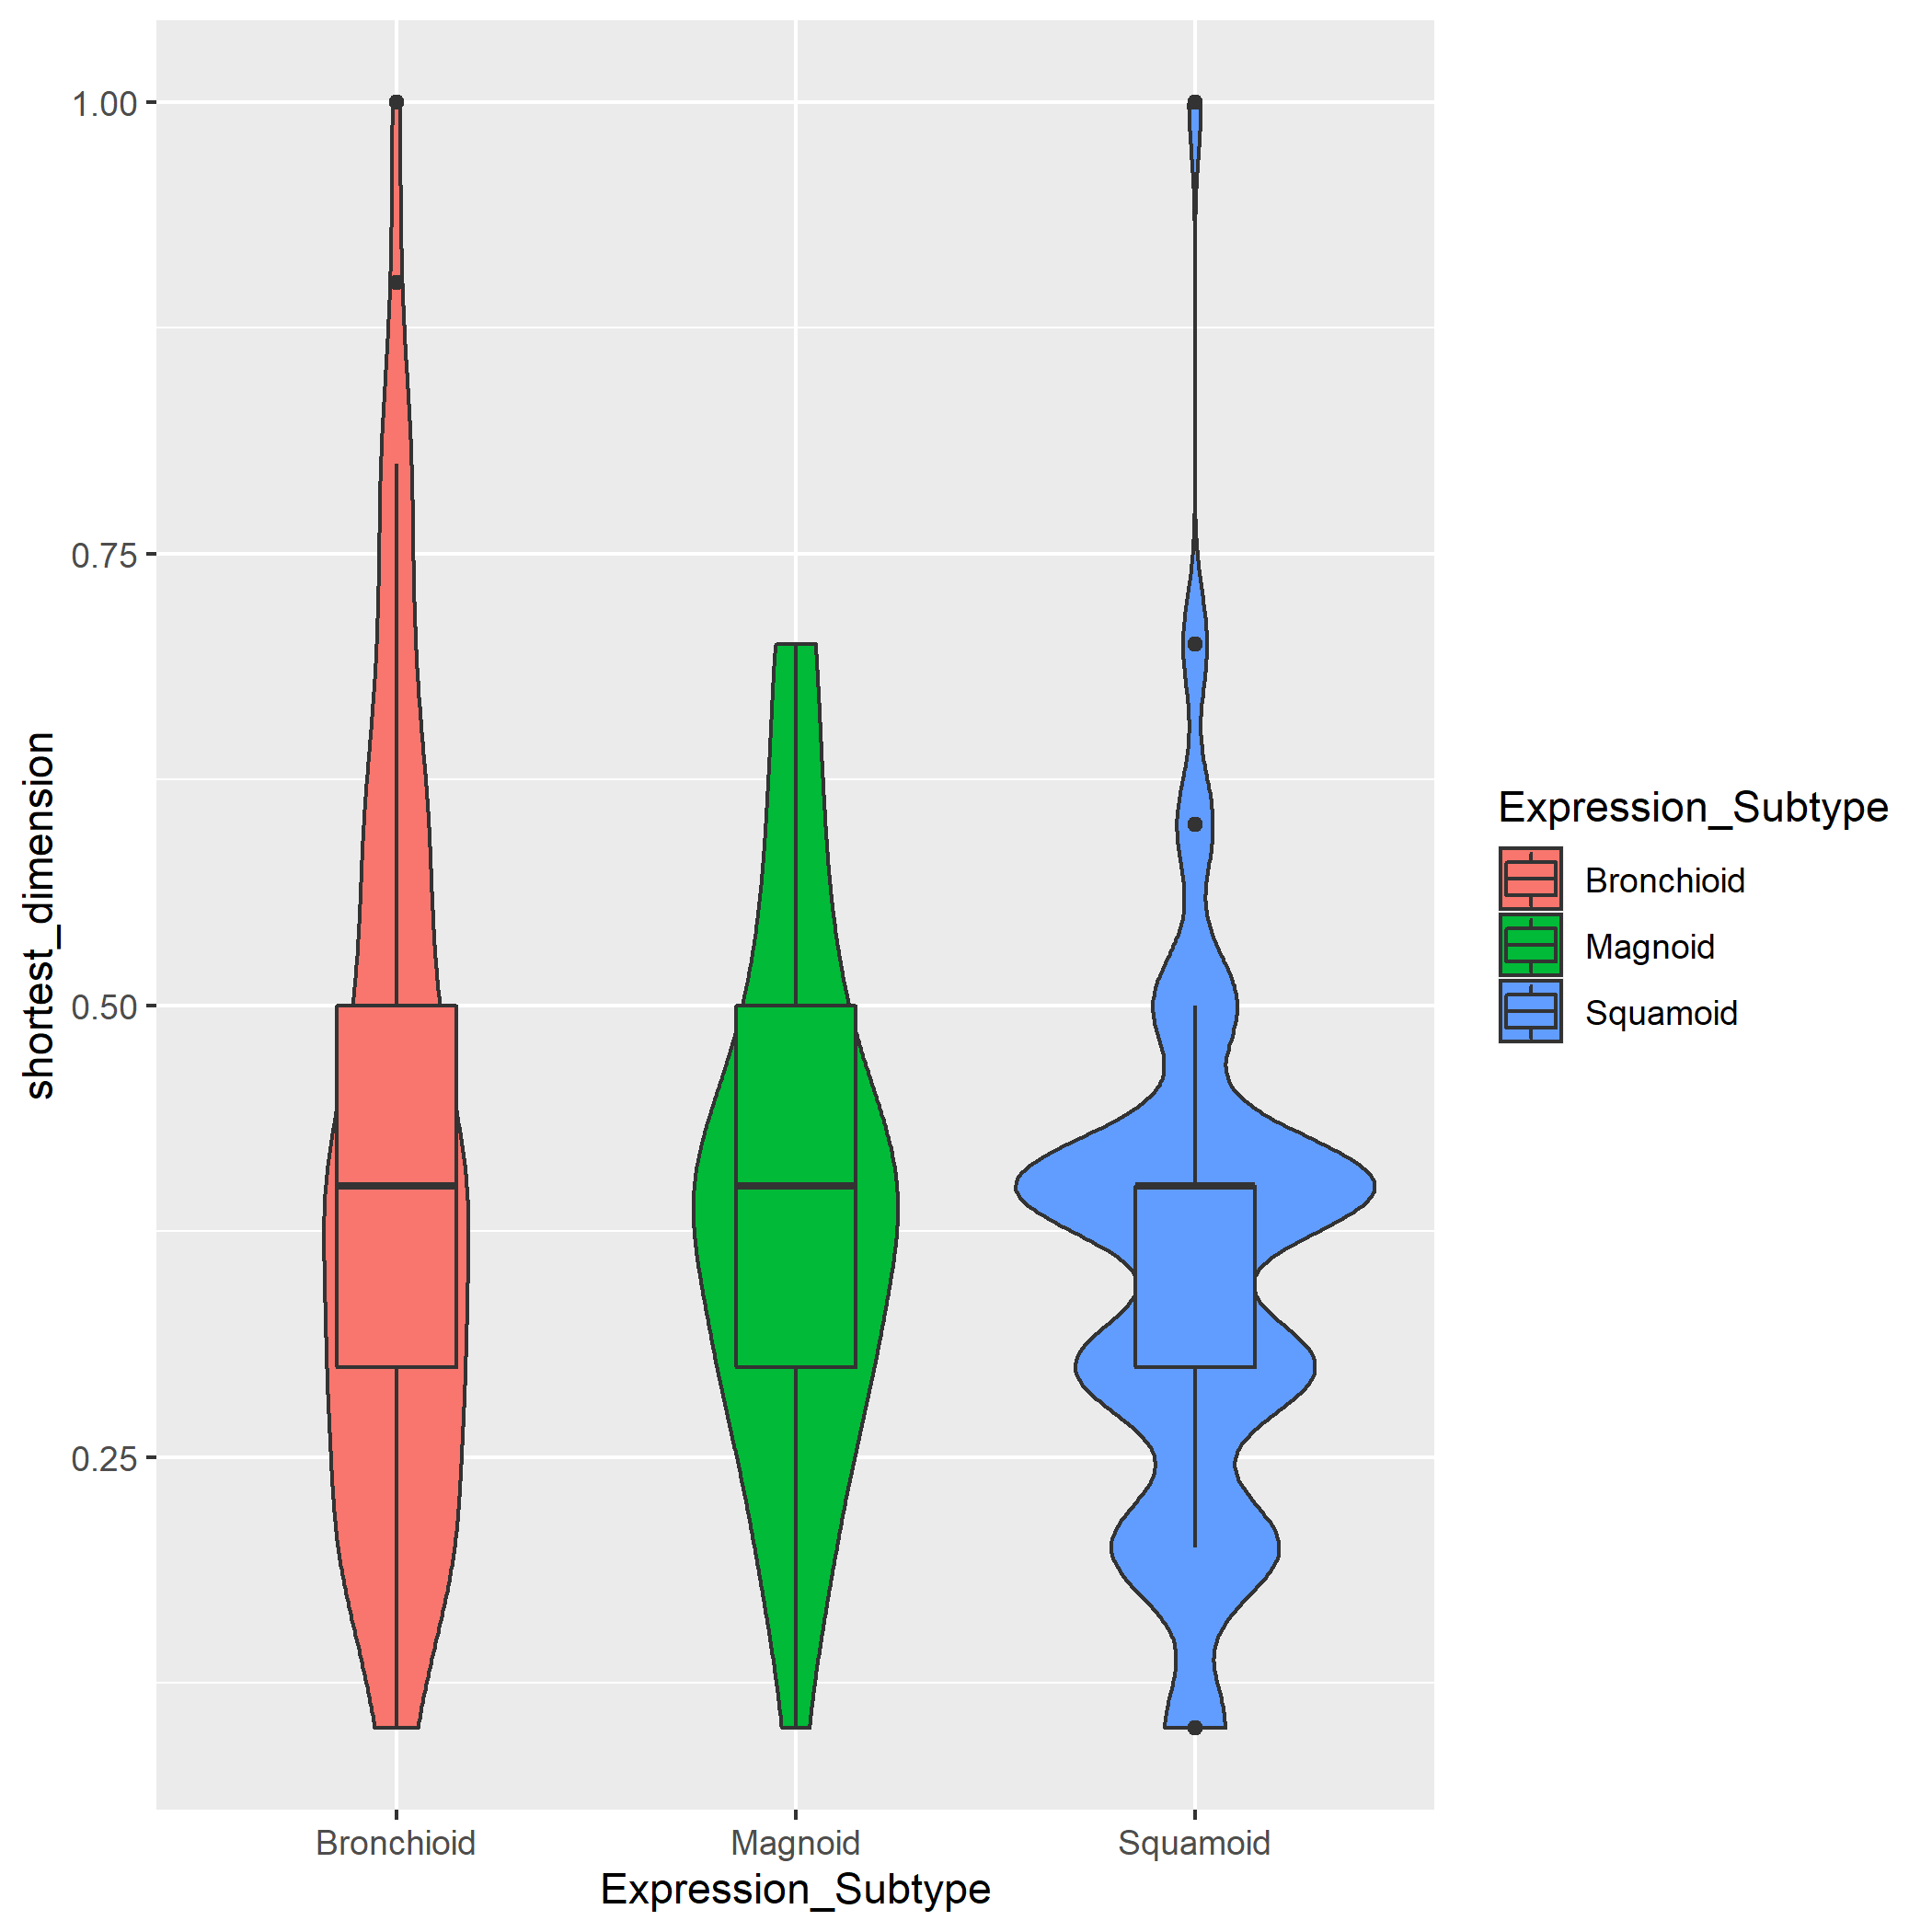 1.00
0.75
0.50
0.25
shortest_dimension
Bronchioid
Magnoid
Squamoid
Expression_Subtype
Expression_Subtype
Bronchioid
Magnoid
Squamoid